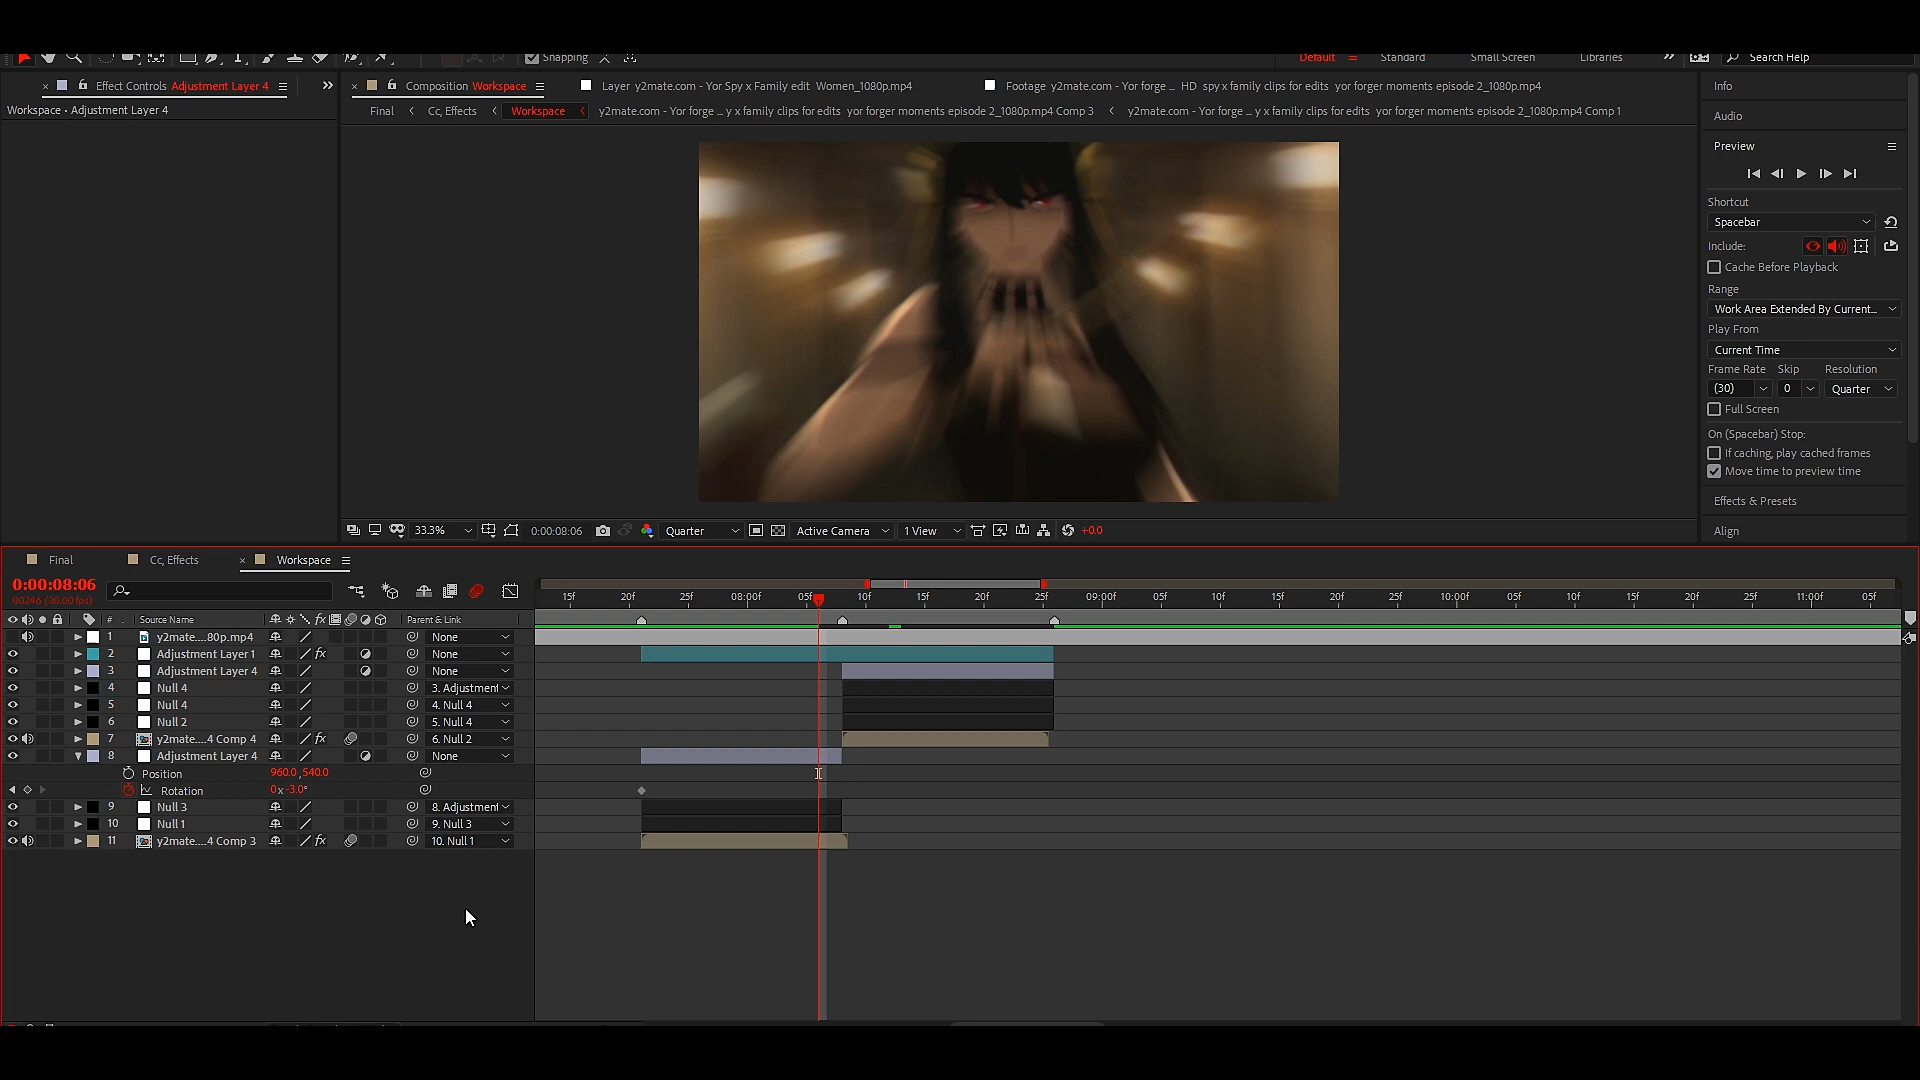 Snapping
Default
Standard
Small Screen
Libraries
Search Help
Effect Controls Adjustment Layer 4
Composition Workspace
Layer y2mate.com - Yor Spy x Family edit Women_1080p.mp4
Footage y2mate.com - Yor forge ... HD spy x family clips for edits yor forger moments episode 2_1080p.mp4
Info
Workspace • Adjustment Layer 4
Final
Cc, Effects
Workspace
y2mate.com - Yor forge ... y x family clips for edits yor forger moments episode 2_1080p.mp4 Comp 3
y2mate.com - Yor forge ... y x family clips for edits yor forger moments episode 2_1080p.mp4 Comp 1
Audio
Preview
Shortcut
Spacebar
Include:
Cache Before Playback
Range
Work Area Extended By Current...
Play From
Current Time
Frame Rate Skip Resolution
(30) 0 Quarter
Full Screen
On (Spacebar) Stop:
If caching, play cached frames
Move time to preview time
Effects & Presets
Align
33.3%
0:00:08:06
Quarter
Active Camera
1 View
+0.0
Final
Cc, Effects
Workspace
0:00:08:06
00246 (30.00 fps)
15f 20f 25f 08:00f 05f 10f 15f 20f 25f 09:00f 05f 10f 15f 20f 25f 10:00f 05f 10f 15f 20f 25f 11:00f 05f
# . Source Name fx Parent & Link
1 y2mate....80p.mp4 None
2 Adjustment Layer 1 fx None
3 Adjustment Layer 4 None
4 Null 4 3. Adjustment
5 Null 4 4. Null 4
6 Null 2 5. Null 4
7 y2mate....4 Comp 4 fx 6. Null 2
8 Adjustment Layer 4 None
Position 960.0, 540.0
Rotation 0x-3.0°
9 Null 3 8. Adjustment
10 Null 1 9. Null 3
11 y2mate....4 Comp 3 fx 10. Null 1